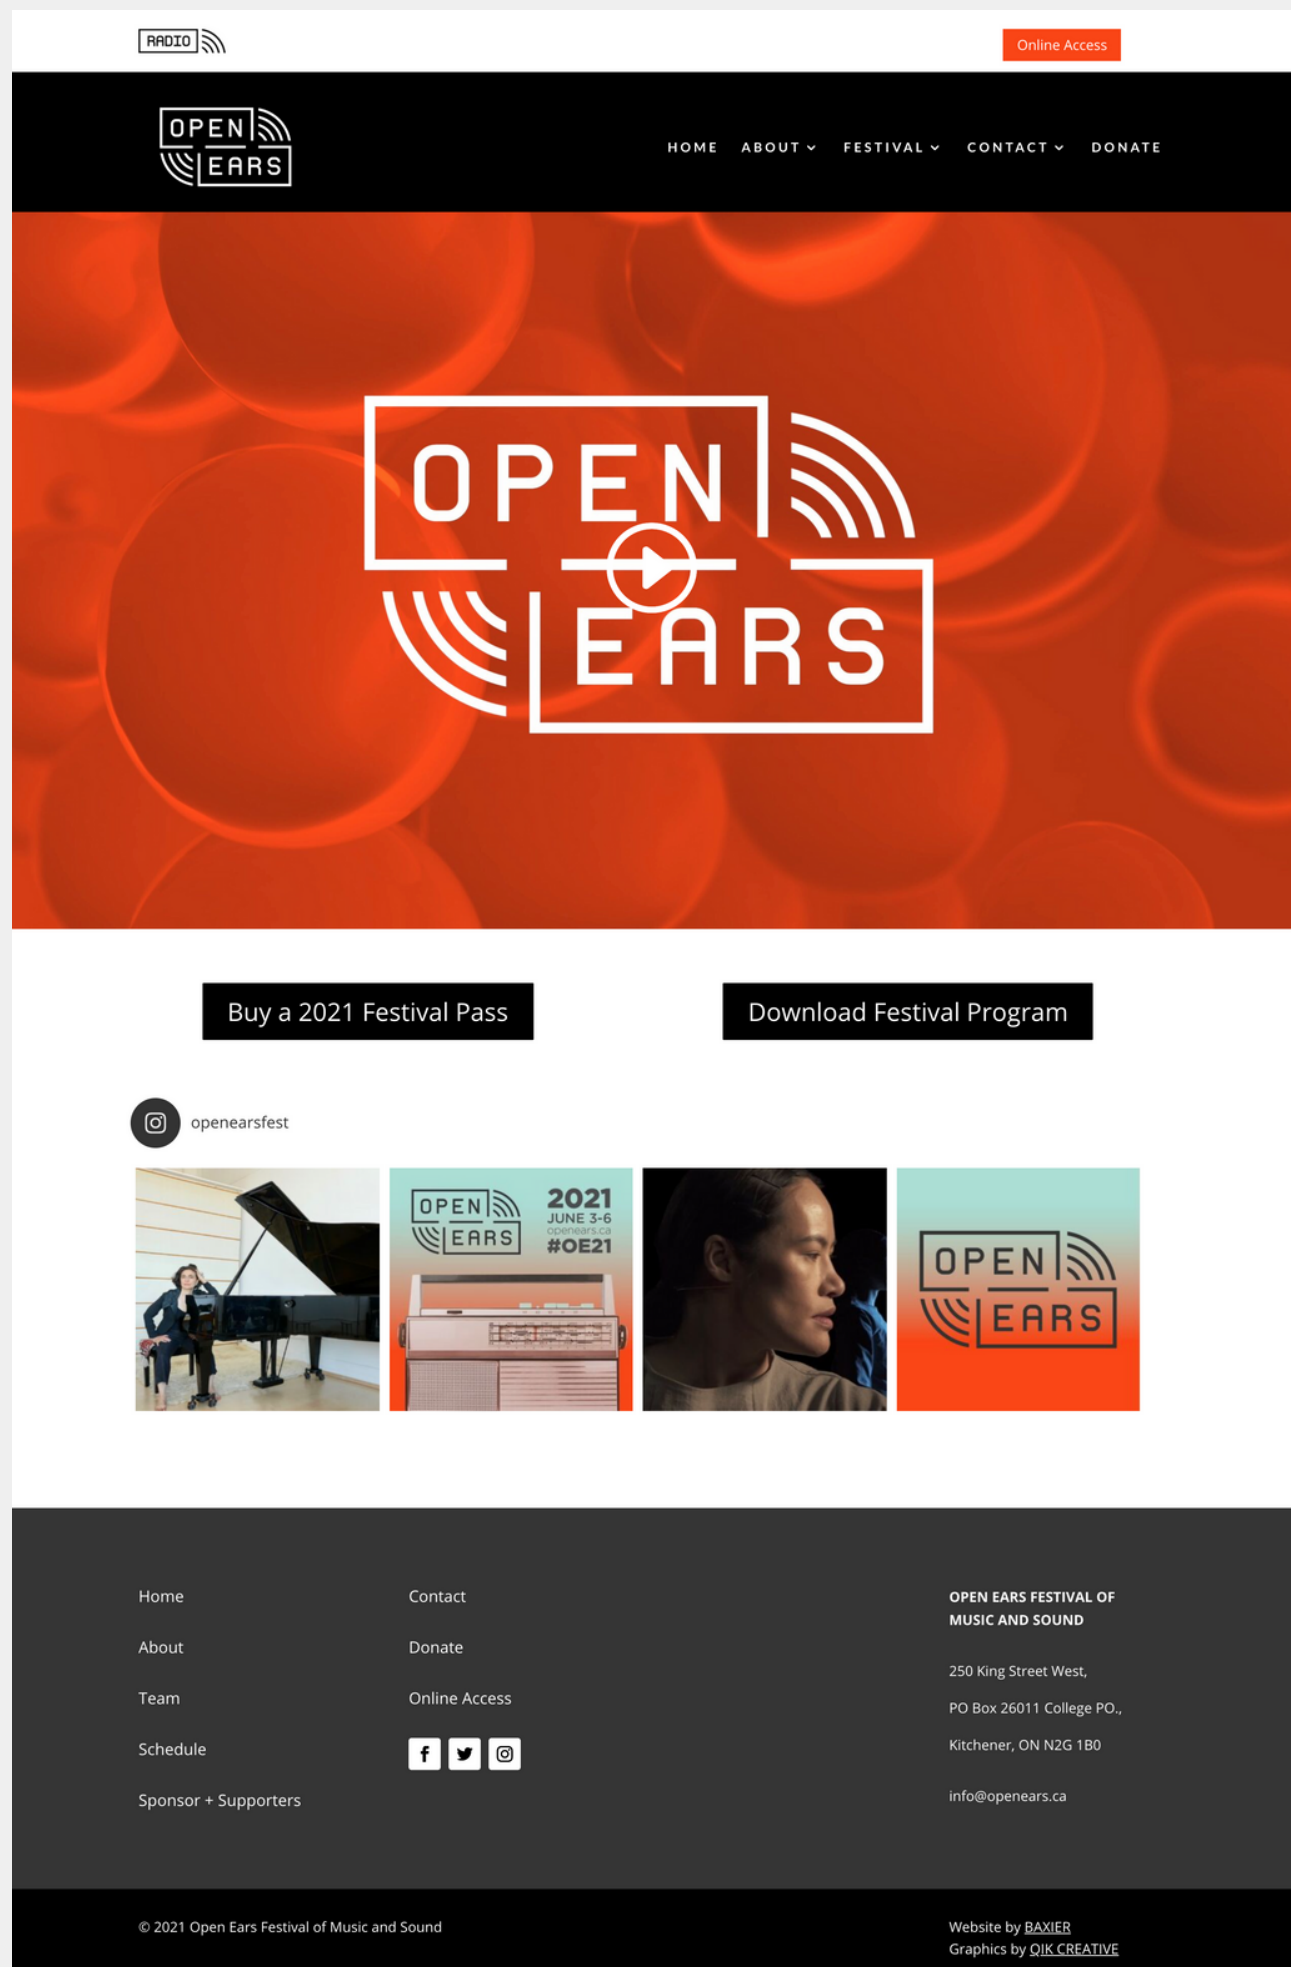 RADIO
Online Access
OPEN
EARS
HOME
ABOUT
FESTIVAL
CONTACT
DONATE
OPEN
EARS
Buy a 2021 Festival Pass
Download Festival Program
openearsfest
OPEN
EARS
2021
JUNE 3-6
openears.ca
#OE21
OPEN
EARS
Home
About
Team
Schedule
Sponsor + Supporters
Contact
Donate
Online Access
OPEN EARS FESTIVAL OF
MUSIC AND SOUND
250 King Street West,
PO Box 26011 College PO.,
Kitchener, ON N2G 1B0
info@openears.ca
© 2021 Open Ears Festival of Music and Sound
Website by BAXIER
Graphics by QIK CREATIVE